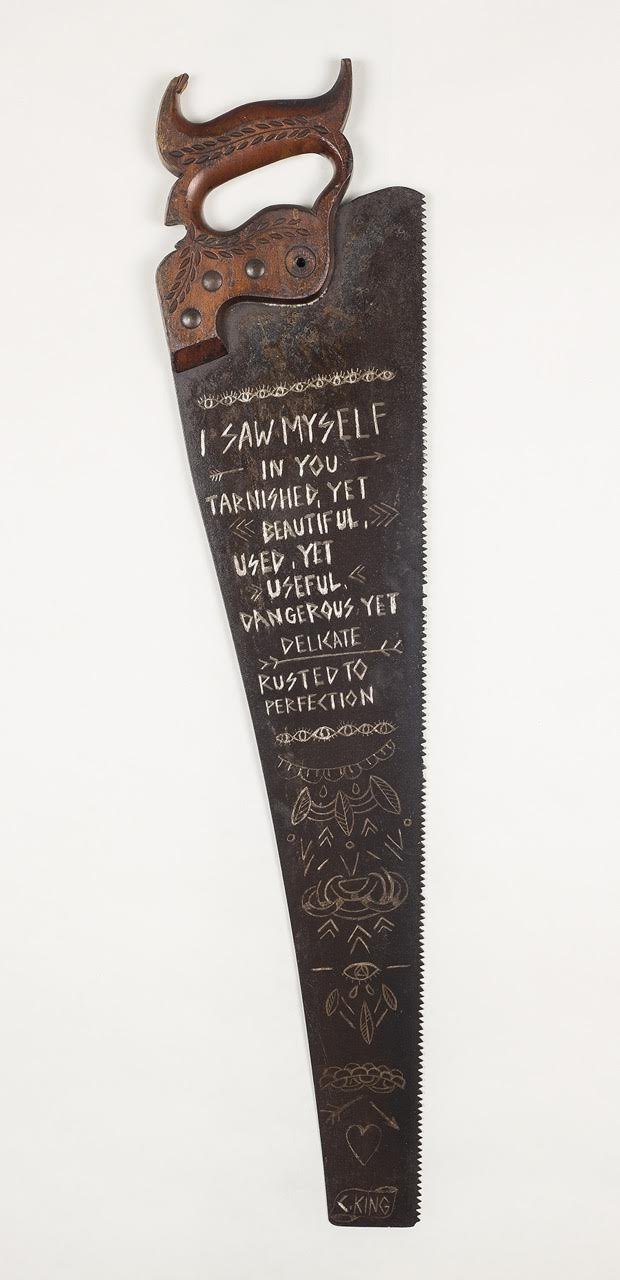 I SAW MYSELF
IN YOU
TARNISHED, YET
BEAUTIFUL.
USED, YET
USEFUL.
DANGEROUS YET
DELICATE
RUSTED TO
PERFECTION
C. KING